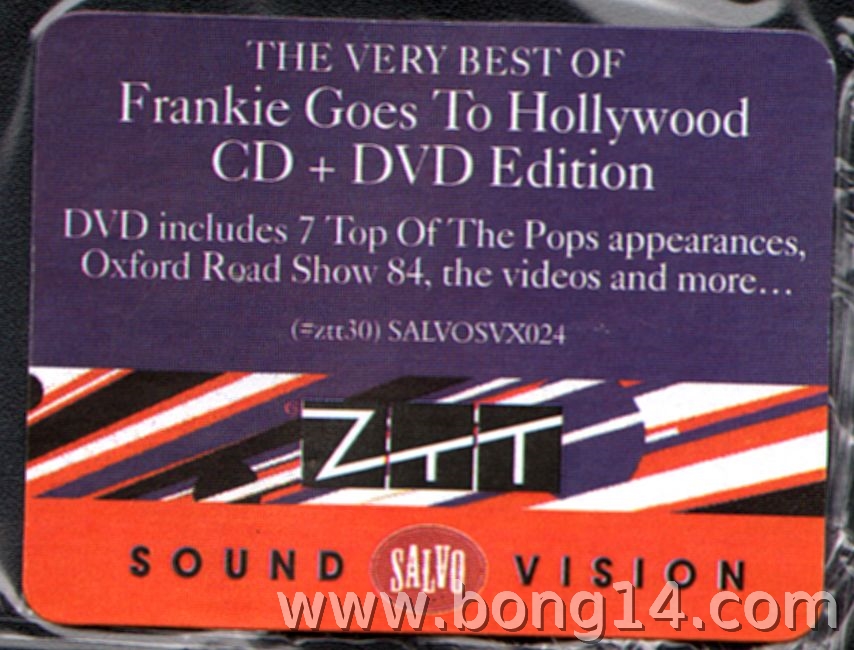 THE VERY BEST OF
Frankie Goes To Hollywood
CD + DVD Edition
DVD includes 7 Top Of The Pops appearances,
Oxford Road Show 84, the videos and more...
(=ztt30) SALVOSVX024
ZTT
SOUND SALVO VISION
www.bong14.com